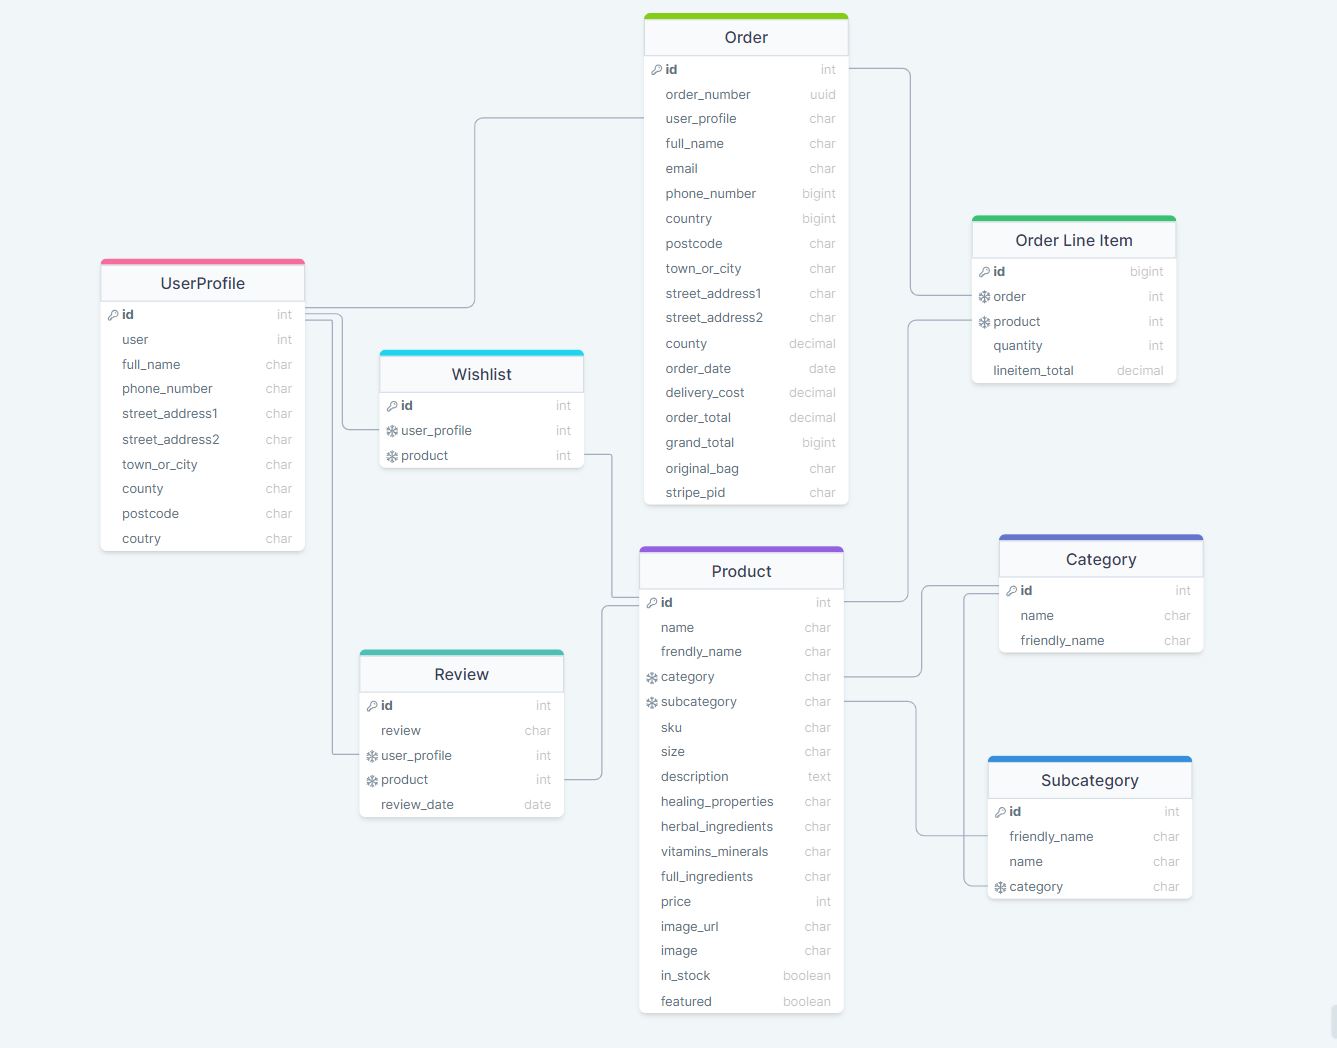 Order
id int
order_number uuid
user_profile char
full_name char
email char
phone_number bigint
country bigint
postcode char
town_or_city char
street_address1 char
street_address2 char
county decimal
order_date date
delivery_cost decimal
order_total decimal
grand_total bigint
original_bag char
stripe_pid char
Order Line Item
id bigint
order int
product int
quantity int
lineitem_total decimal
UserProfile
id int
user int
full_name char
phone_number char
street_address1 char
street_address2 char
town_or_city char
county char
postcode char
coutry char
Wishlist
id int
user_profile int
product int
Product
id int
name char
frendly_name char
category char
subcategory char
sku char
size char
description text
healing_properties char
herbal_ingredients char
vitamins_minerals char
full_ingredients char
price int
image_url char
image char
in_stock boolean
featured boolean
Category
id int
name char
friendly_name char
Review
id int
review char
user_profile int
product int
review_date date
Subcategory
id int
friendly_name char
name char
category char